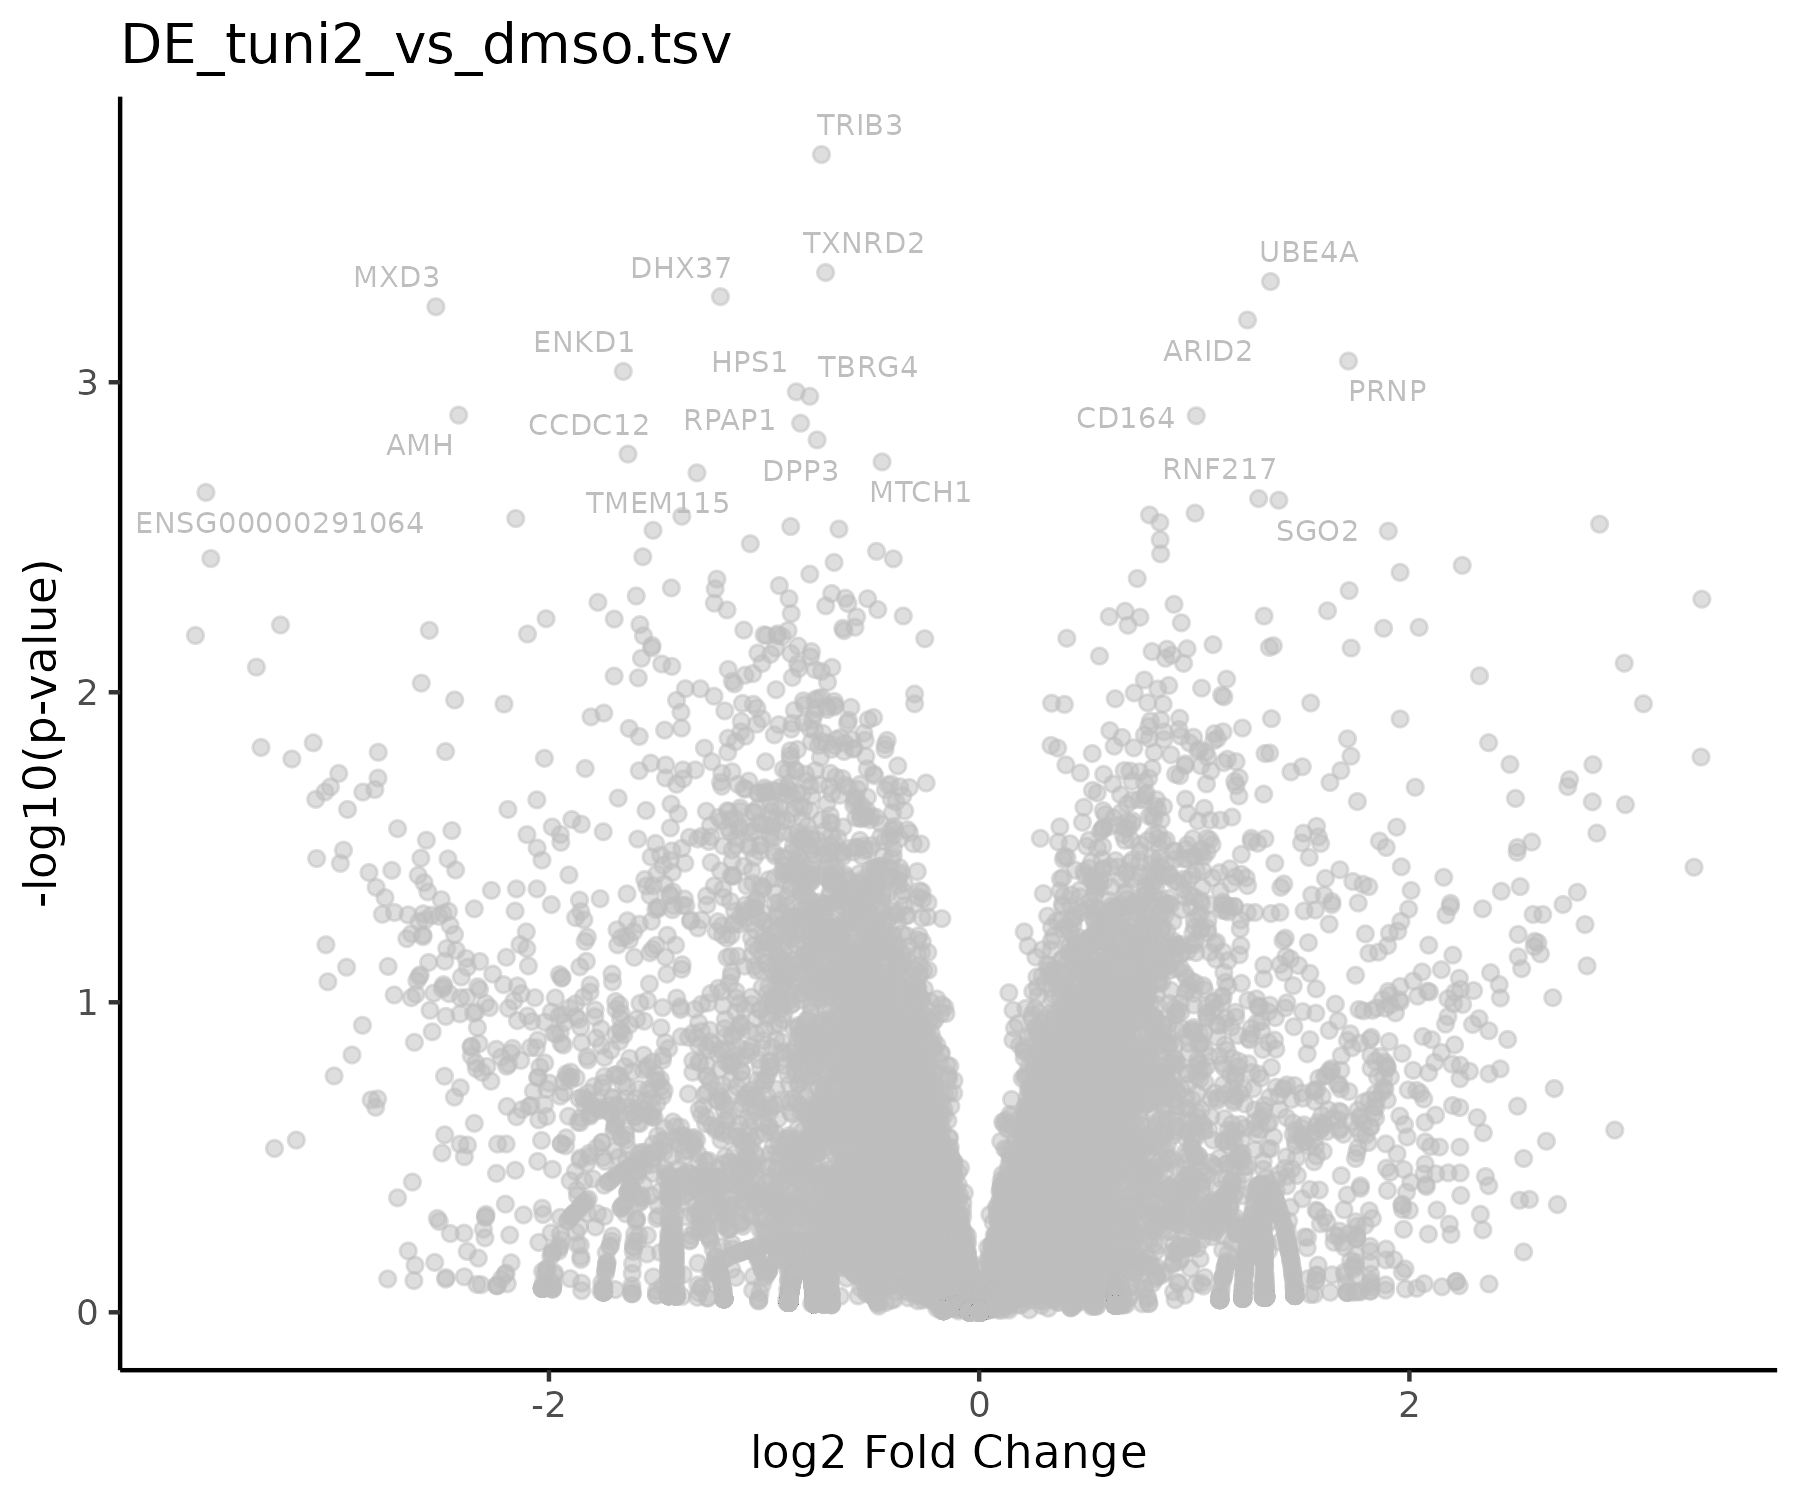 DE_tuni2_vs_dmso.tsv
TRIB3
TXNRD2
UBE4A
DHX37
MXD3
ENKD1
ARID2
HPS1
TBRG4
PRNP
CD164
RPAP1
CCDC12
AMH
DPP3
RNF217
MTCH1
TMEM115
ENSG00000291064
SGO2
3
2
1
0
-log10(p-value)
-2
0
2
log2 Fold Change